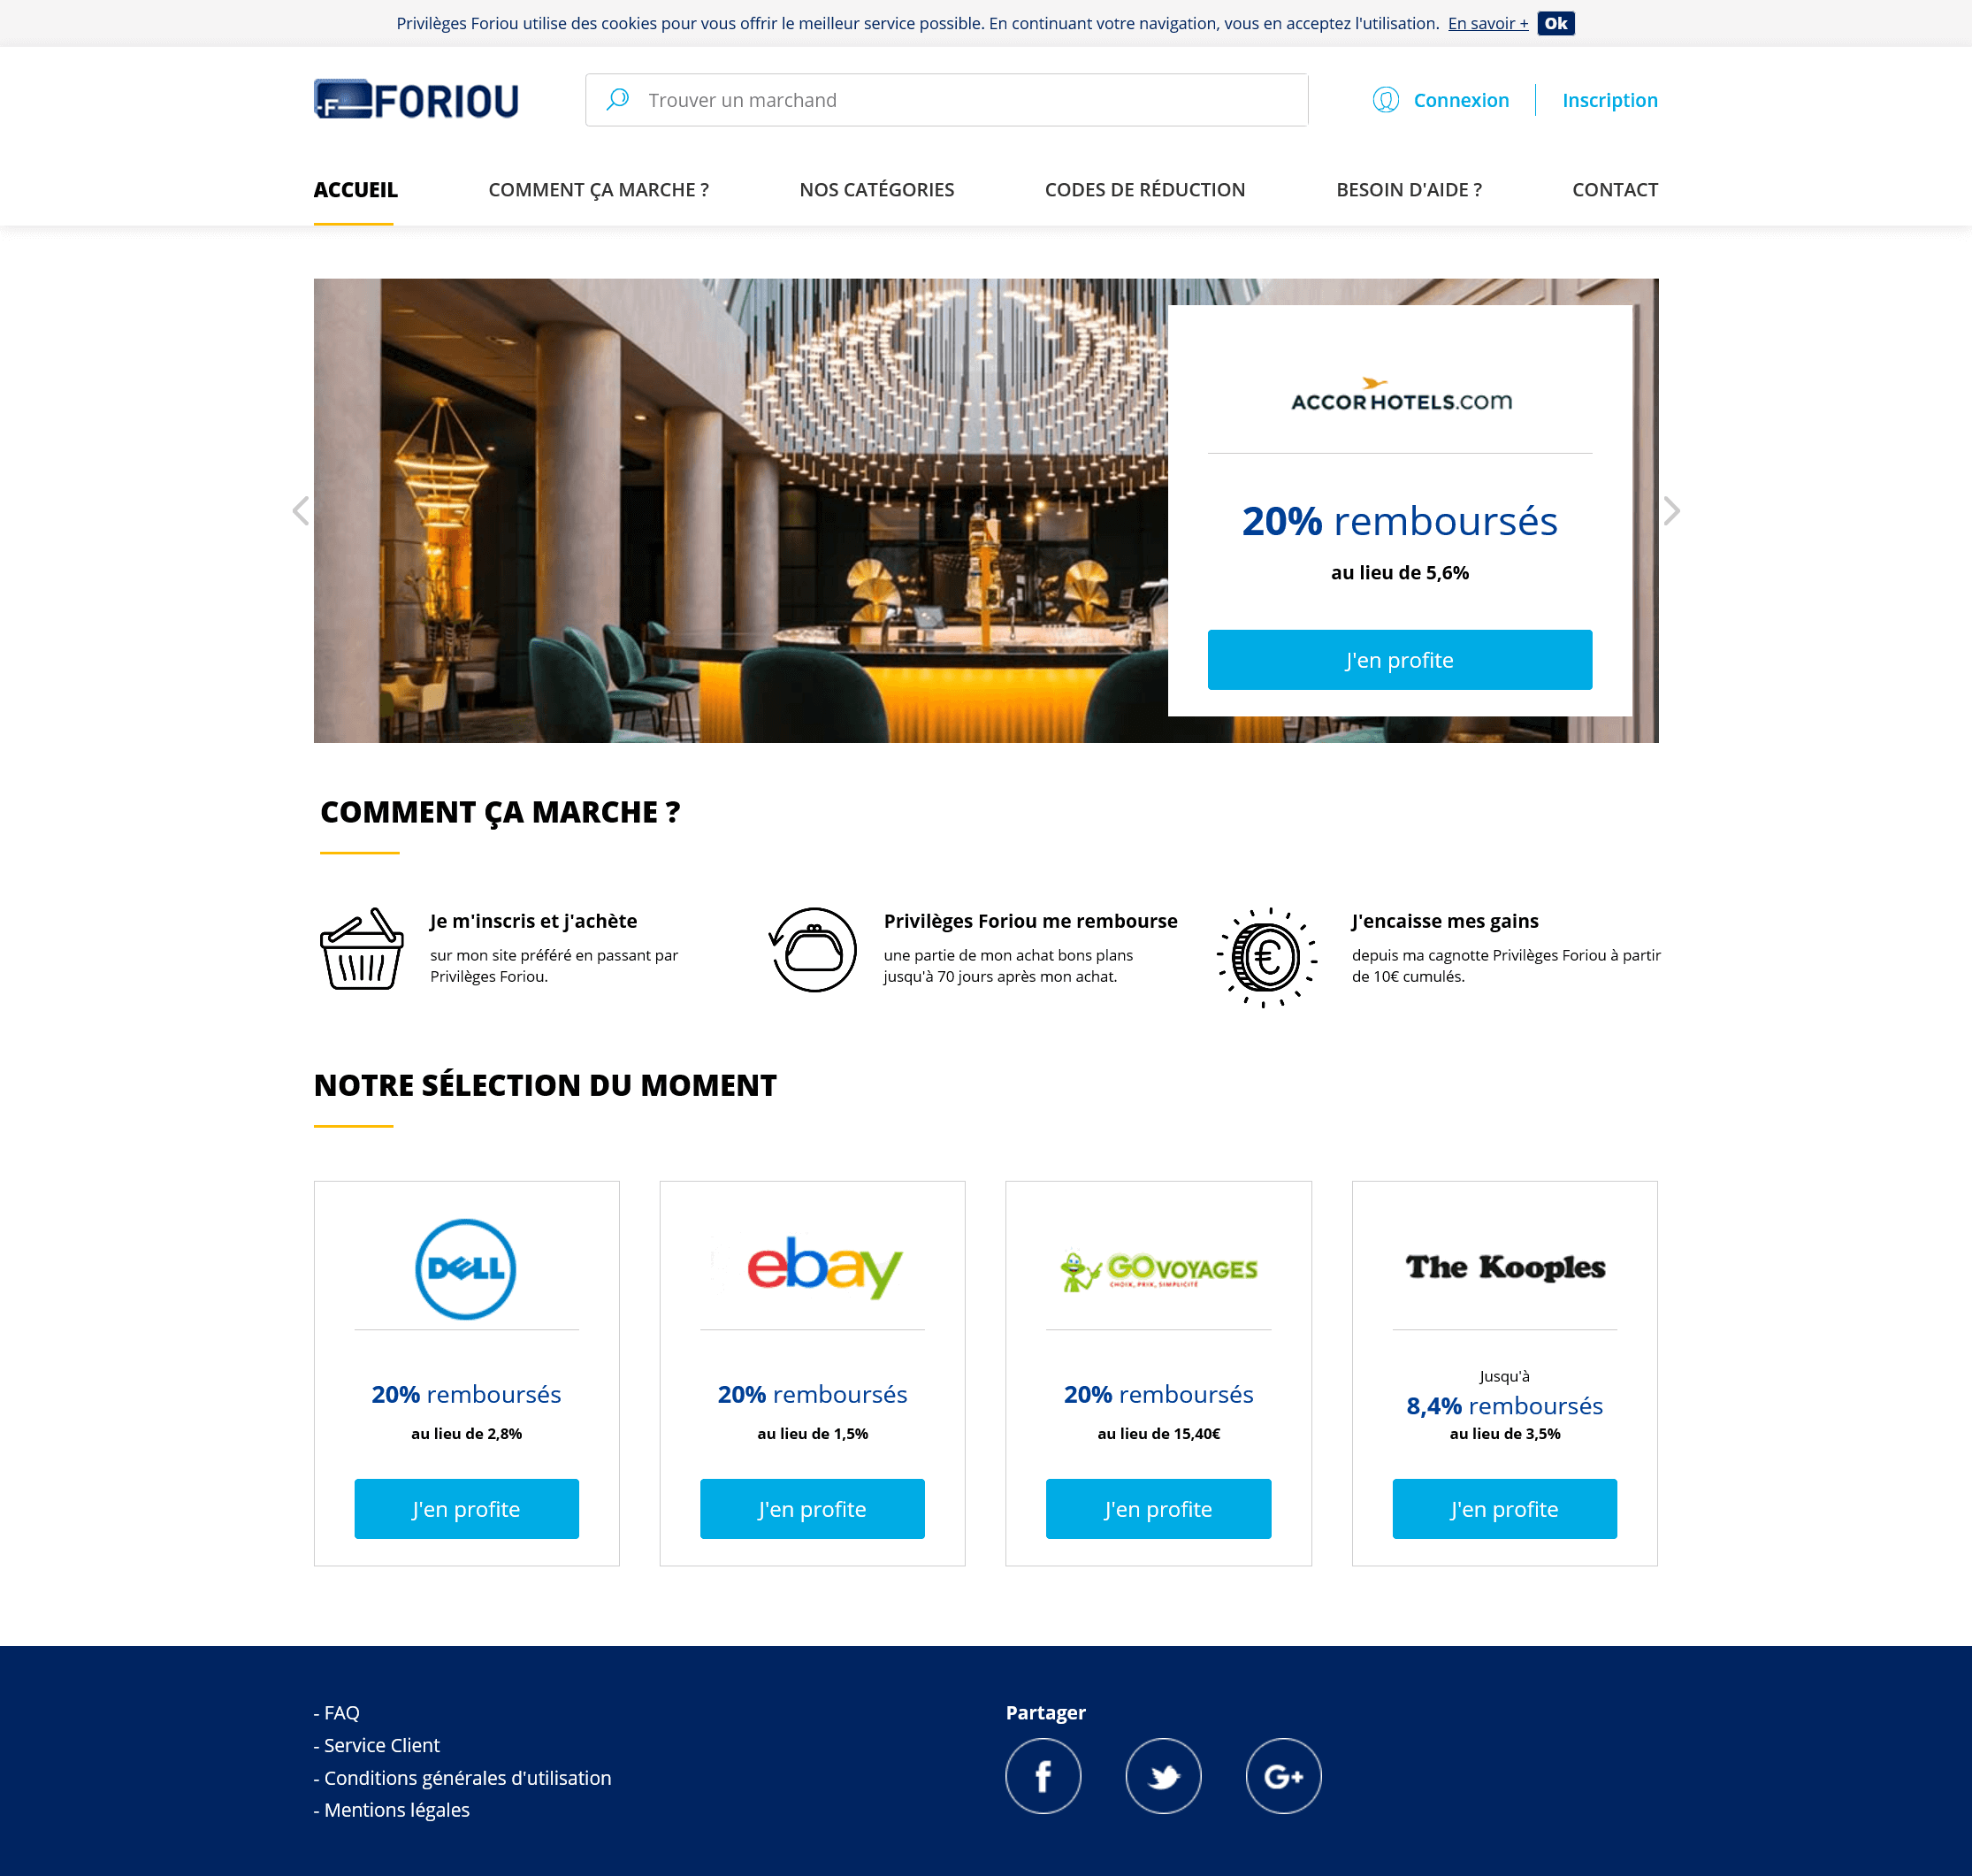 Privilèges Foriou utilise des cookies pour vous offrir le meilleur service possible. En continuant votre navigation, vous en acceptez l'utilisation. En savoir + Ok
F FORIOU
Trouver un marchand
Connexion
Inscription
ACCUEIL
COMMENT ÇA MARCHE ?
NOS CATÉGORIES
CODES DE RÉDUCTION
BESOIN D'AIDE ?
CONTACT
ACCORHOTELS.com
20% remboursés
au lieu de 5,6%
J'en profite
COMMENT ÇA MARCHE ?
Je m'inscris et j'achète
sur mon site préféré en passant par
Privilèges Foriou.
Privilèges Foriou me rembourse
une partie de mon achat bons plans
jusqu'à 70 jours après mon achat.
€
J'encaisse mes gains
depuis ma cagnotte Privilèges Foriou à partir
de 10€ cumulés.
NOTRE SÉLECTION DU MOMENT
DELL
20% remboursés
au lieu de 2,8%
J'en profite
ebay
20% remboursés
au lieu de 1,5%
J'en profite
GOVOYAGES
CHOIX, PRIX, SIMPLICITÉ
20% remboursés
au lieu de 15,40€
J'en profite
The Kooples
Jusqu'à
8,4% remboursés
au lieu de 3,5%
J'en profite
- FAQ
- Service Client
- Conditions générales d'utilisation
- Mentions légales
Partager
f
G+